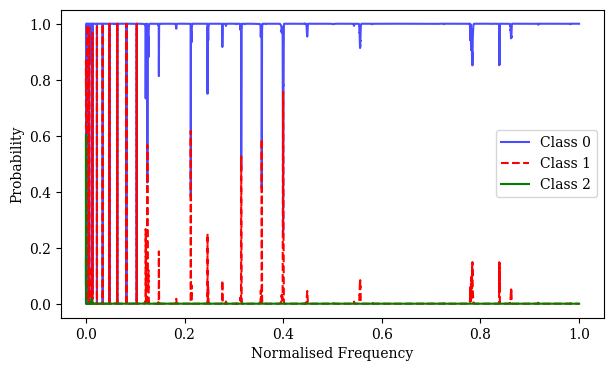 1.0
0.8
0.6
0.4
0.2
0.0
Probability
Class 0
Class 1
Class 2
0.0 0.2 0.4 0.6 0.8 1.0
Normalised Frequency